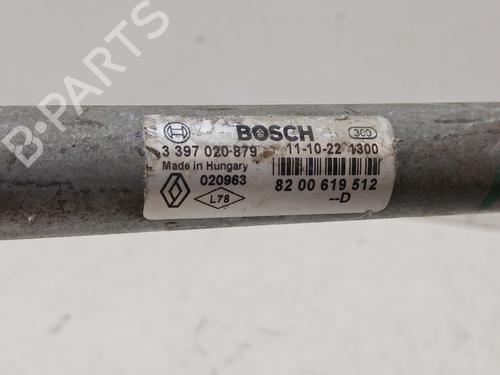 BOSCH 300
3 397 020-879 11-10-22 1300
Made in Hungary
020963 82 00 619 512
L78 --D
B-PARTS